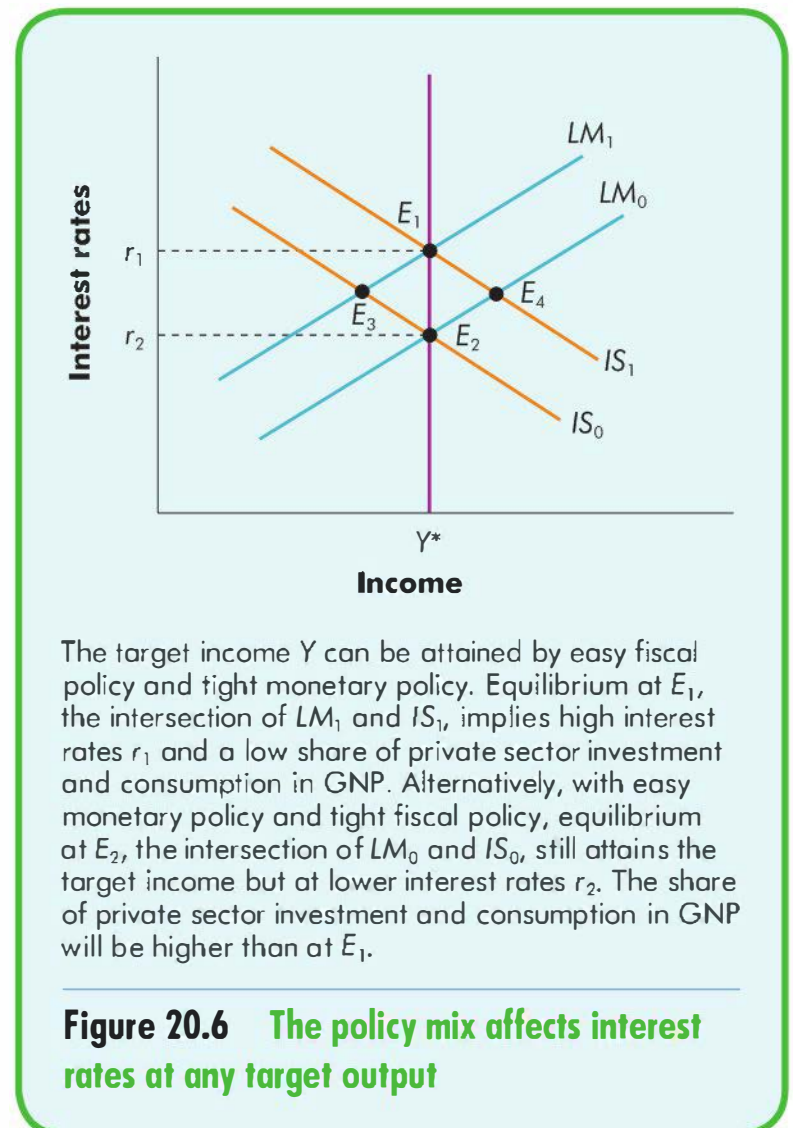 LM₁
LM₀
E₁
r₁
E₄
E₃
r₂
E₂
IS₁
IS₀
Interest rates
Y*
Income
The target income Y can be attained by easy fiscal
policy and tight monetary policy. Equilibrium at E₁,
the intersection of LM₁ and IS₁, implies high interest
rates r₁ and a low share of private sector investment
and consumption in GNP. Alternatively, with easy
monetary policy and tight fiscal policy, equilibrium
at E₂, the intersection of LM₀ and IS₀, still attains the
target income but at lower interest rates r₂. The share
of private sector investment and consumption in GNP
will be higher than at E₁.
Figure 20.6 The policy mix affects interest
rates at any target output